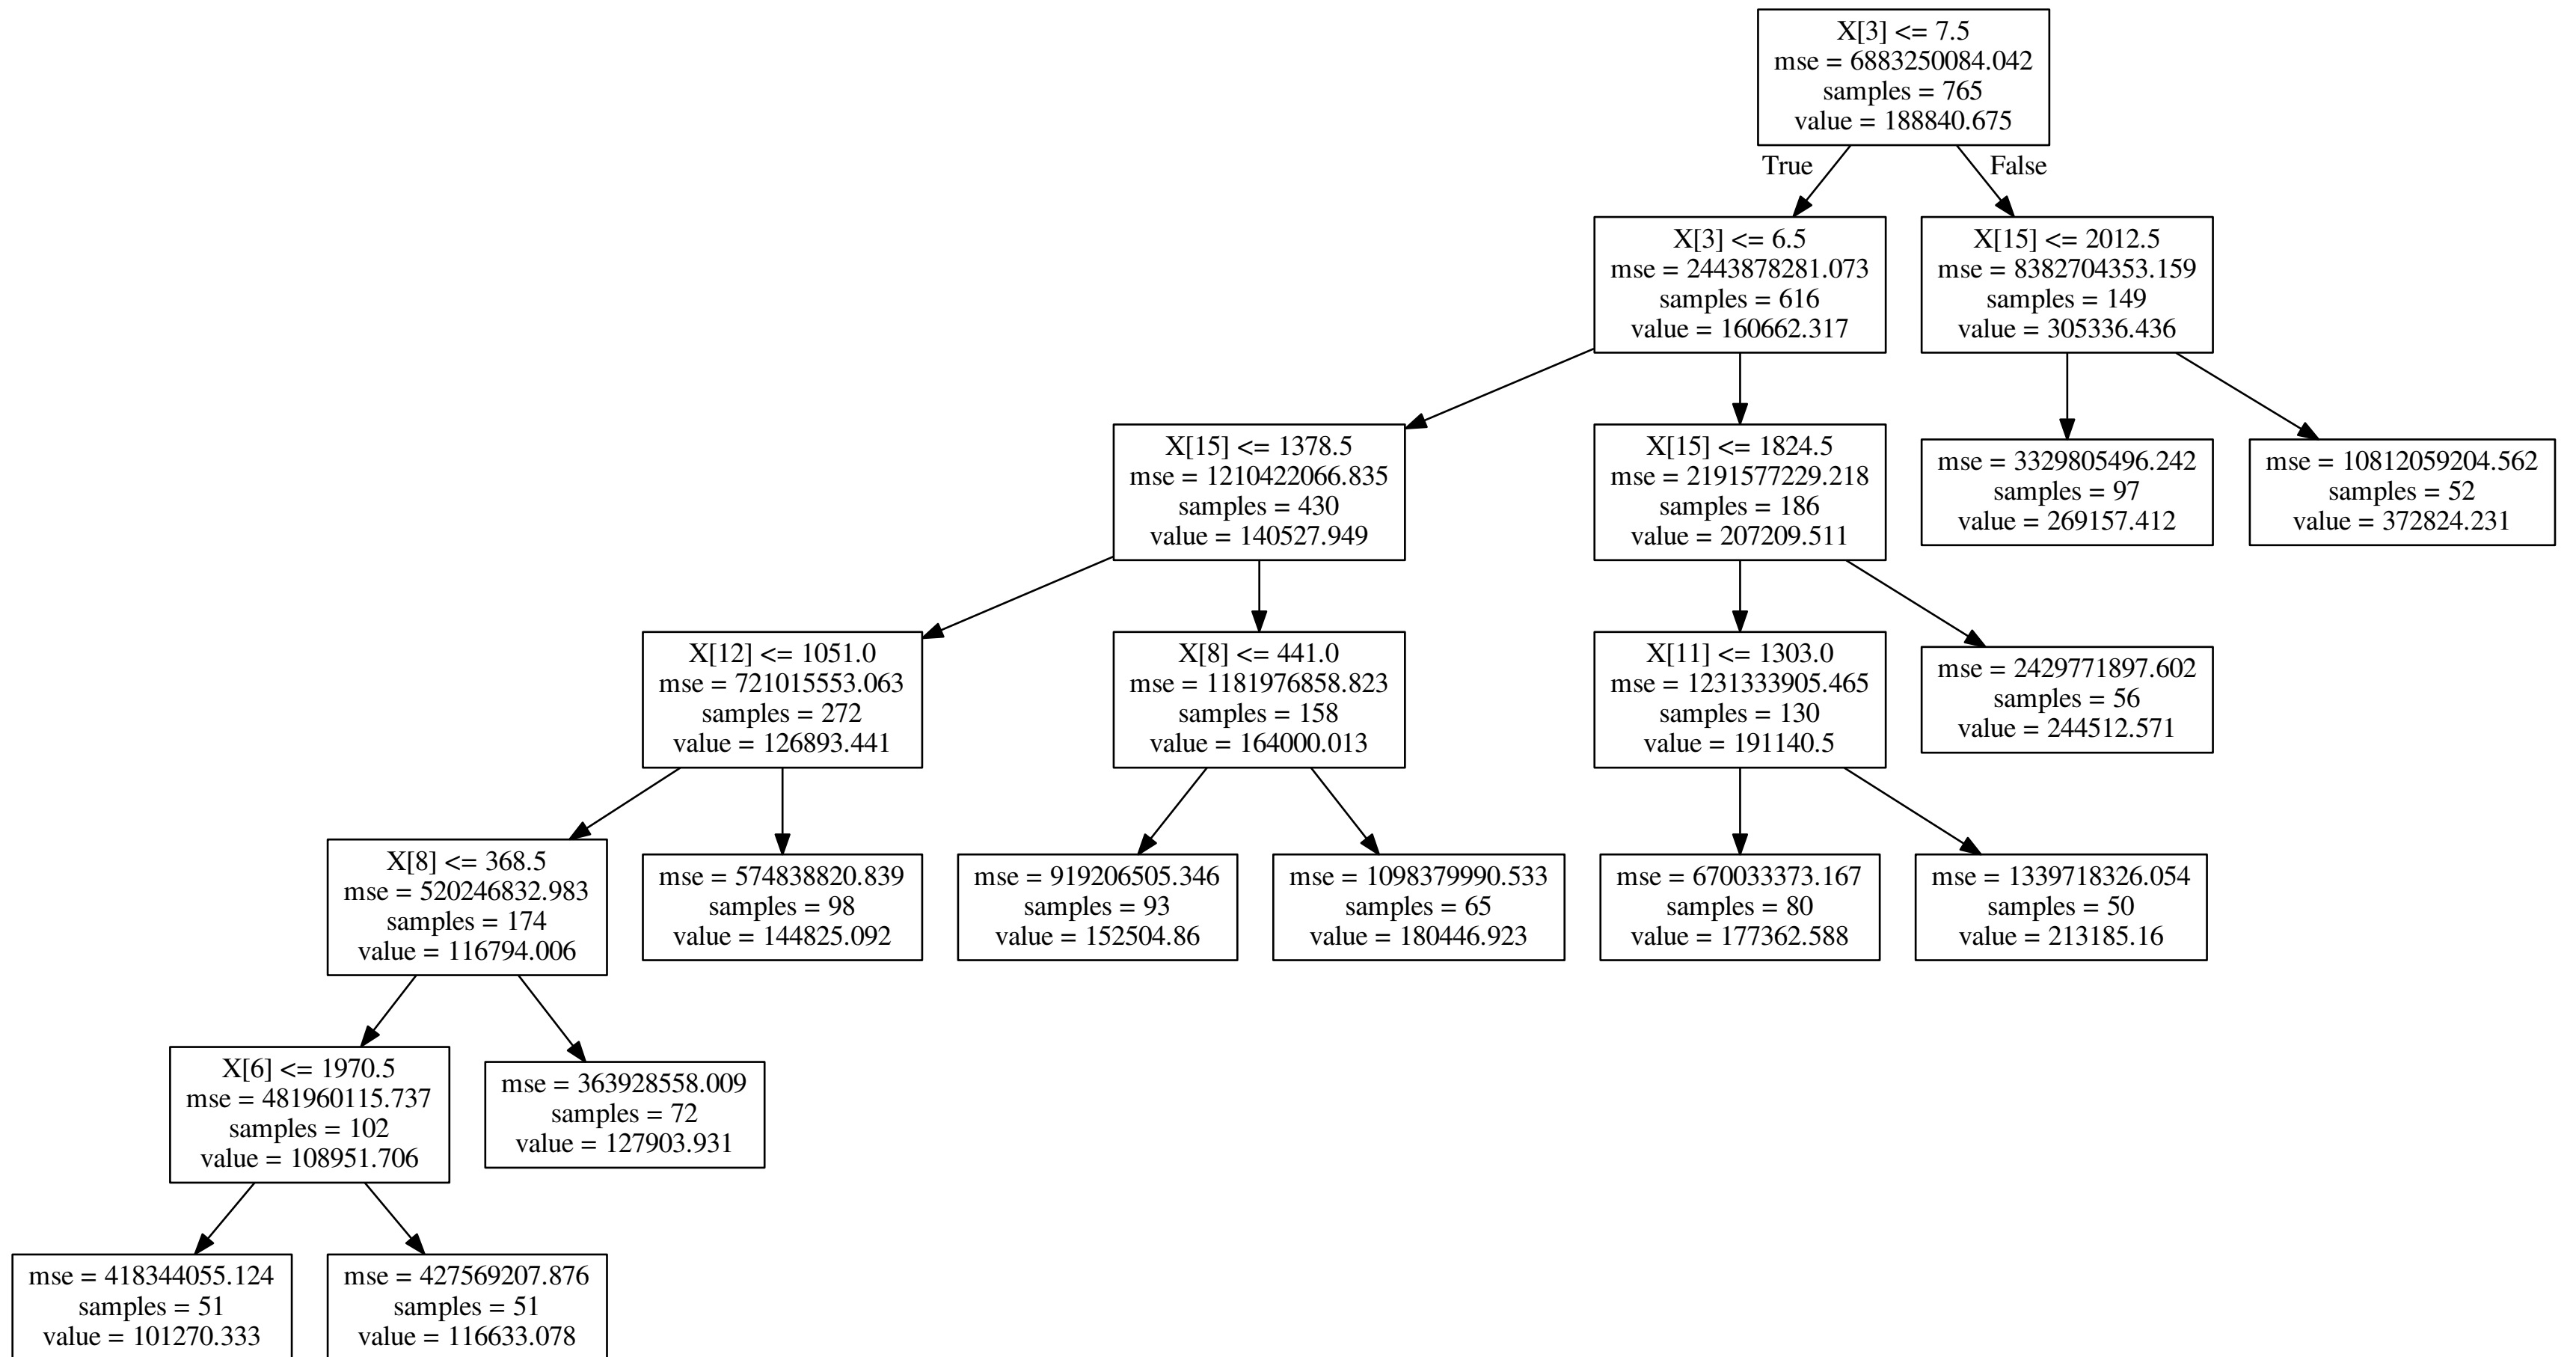 X[3] <= 7.5
mse = 6883250084.042
samples = 765
value = 188840.675
True
False
X[3] <= 6.5
mse = 2443878281.073
samples = 616
value = 160662.317
X[15] <= 2012.5
mse = 8382704353.159
samples = 149
value = 305336.436
X[15] <= 1378.5
mse = 1210422066.835
samples = 430
value = 140527.949
X[15] <= 1824.5
mse = 2191577229.218
samples = 186
value = 207209.511
mse = 3329805496.242
samples = 97
value = 269157.412
mse = 10812059204.562
samples = 52
value = 372824.231
X[12] <= 1051.0
mse = 721015553.063
samples = 272
value = 126893.441
X[8] <= 441.0
mse = 1181976858.823
samples = 158
value = 164000.013
X[11] <= 1303.0
mse = 1231333905.465
samples = 130
value = 191140.5
mse = 2429771897.602
samples = 56
value = 244512.571
X[8] <= 368.5
mse = 520246832.983
samples = 174
value = 116794.006
mse = 574838820.839
samples = 98
value = 144825.092
mse = 919206505.346
samples = 93
value = 152504.86
mse = 1098379990.533
samples = 65
value = 180446.923
mse = 670033373.167
samples = 80
value = 177362.588
mse = 1339718326.054
samples = 50
value = 213185.16
X[6] <= 1970.5
mse = 481960115.737
samples = 102
value = 108951.706
mse = 363928558.009
samples = 72
value = 127903.931
mse = 418344055.124
samples = 51
value = 101270.333
mse = 427569207.876
samples = 51
value = 116633.078